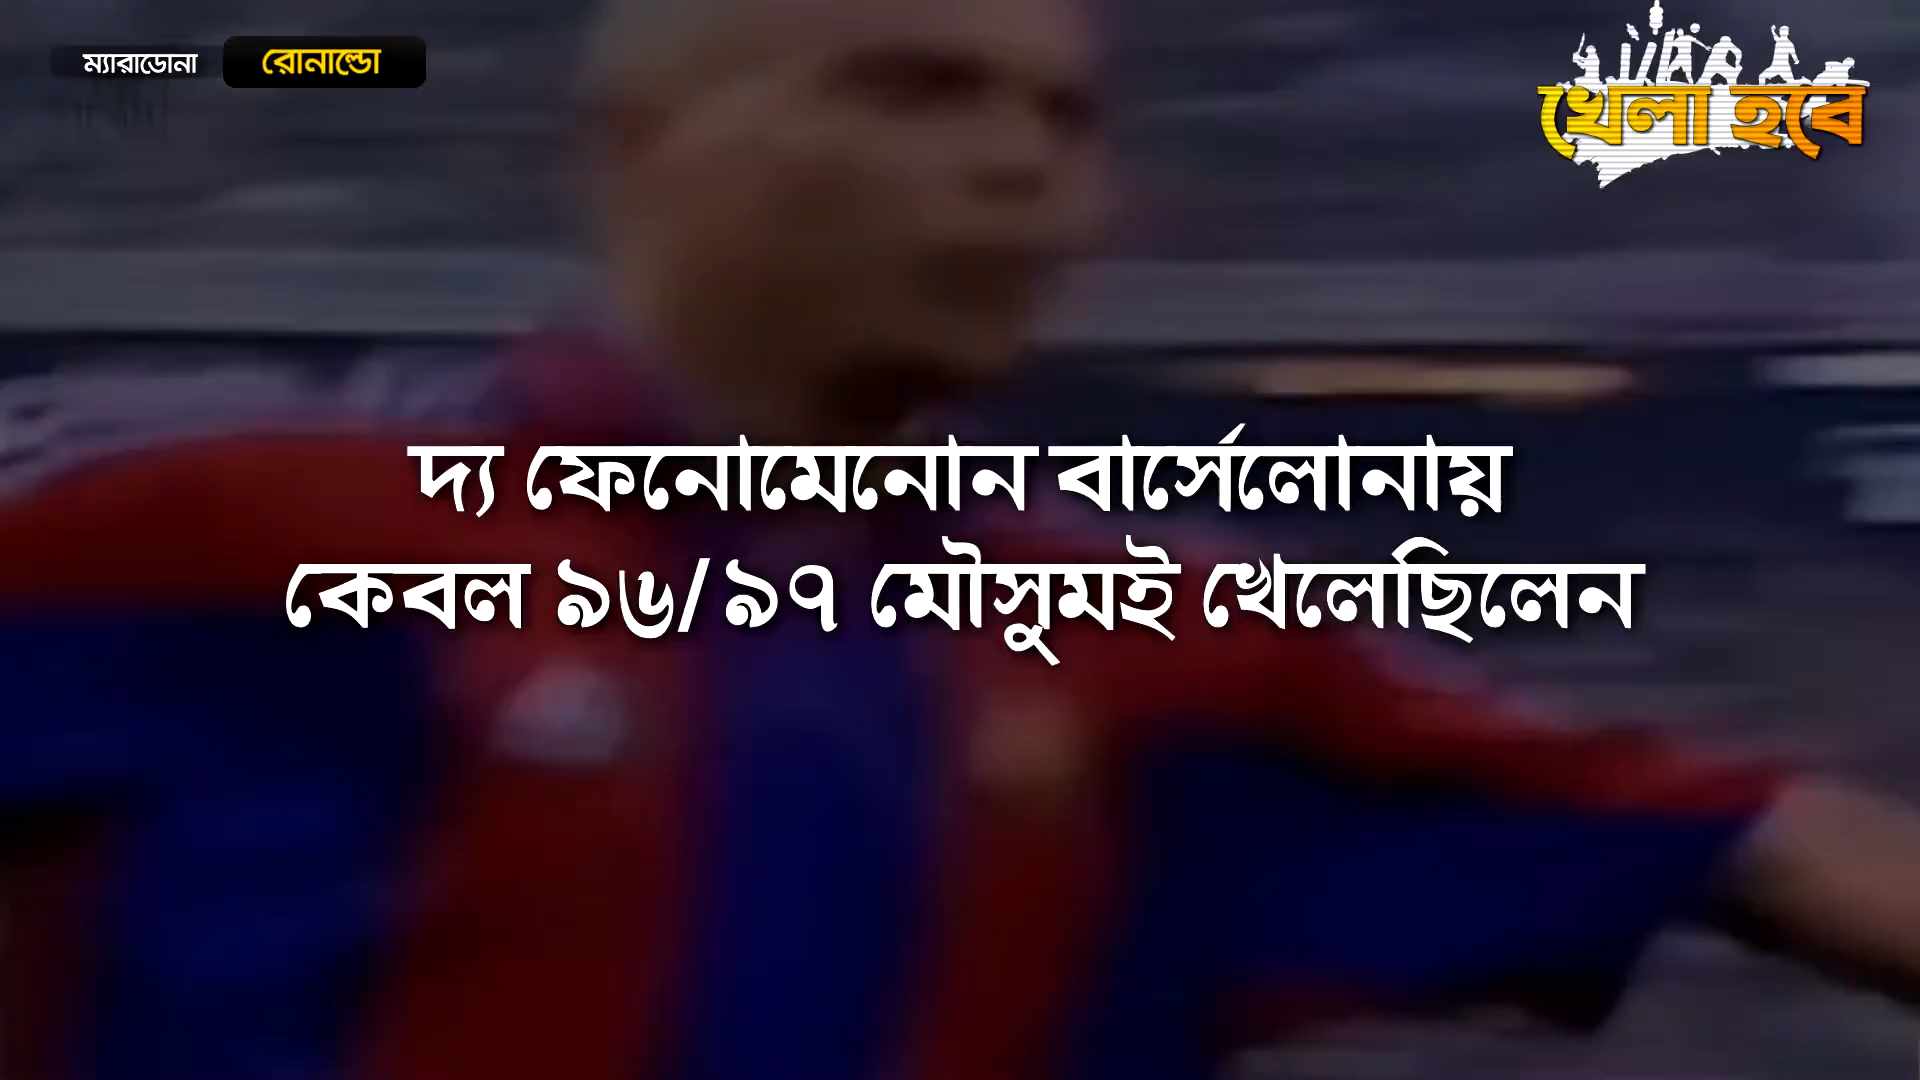 ম্যারাডোনা রোনাল্ডো
খেলা হবে
দ্য ফেনোমেনোন বার্সেলোনায়
কেবল ৯৬/৯৭ মৌসুমই খেলেছিলেন